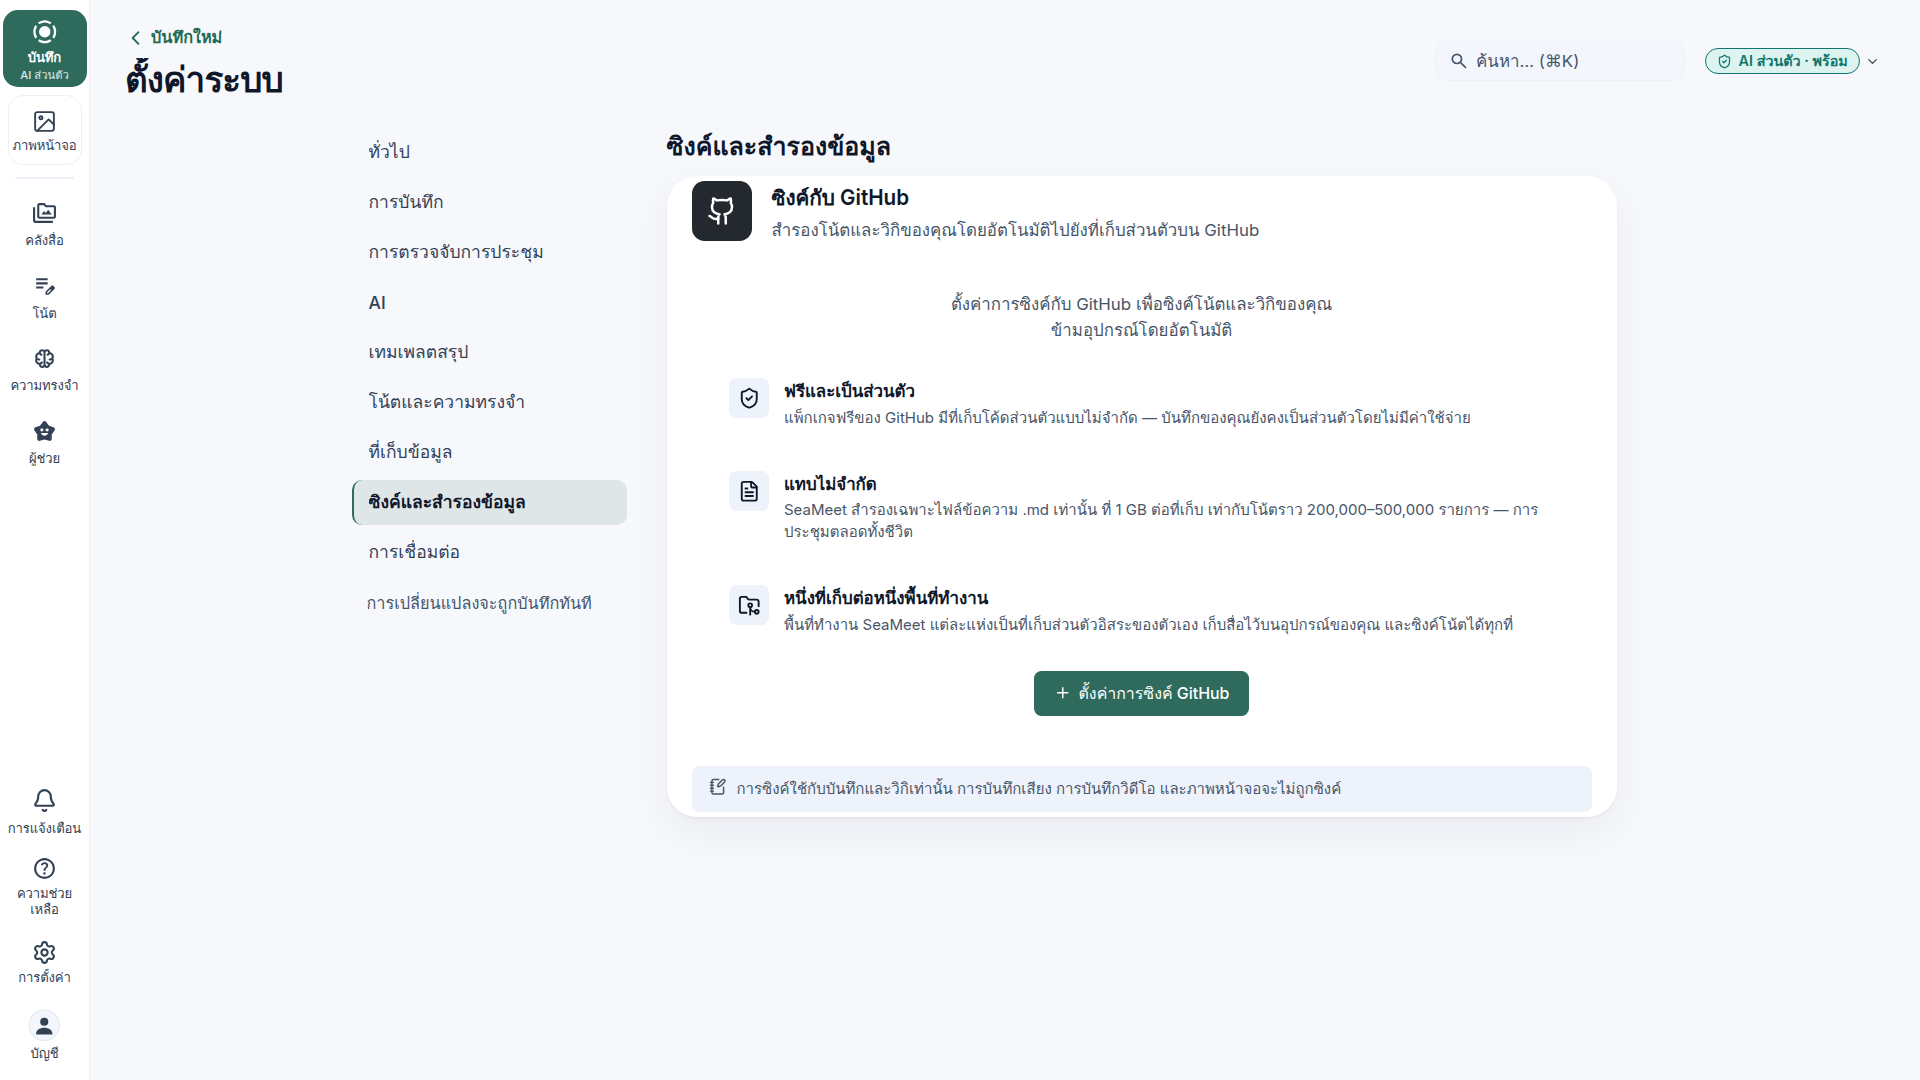 บันทึก
AI ส่วนตัว
ภาพหน้าจอ
คลังสื่อ
โน้ต
ความทรงจำ
ผู้ช่วย
การแจ้งเตือน
ความช่วย
เหลือ
การตั้งค่า
บัญชี
บันทึกใหม่
ตั้งค่าระบบ
ค้นหา... (⌘K)
AI ส่วนตัว · พร้อม
ทั่วไป
การบันทึก
การตรวจจับการประชุม
AI
เทมเพลตสรุป
โน้ตและความทรงจำ
ที่เก็บข้อมูล
ซิงค์และสำรองข้อมูล
การเชื่อมต่อ
การเปลี่ยนแปลงจะถูกบันทึกทันที
ซิงค์และสำรองข้อมูล
ซิงค์กับ GitHub
สำรองโน้ตและวิกิของคุณโดยอัตโนมัติไปยังที่เก็บส่วนตัวบน GitHub
ตั้งค่าการซิงค์กับ GitHub เพื่อซิงค์โน้ตและวิกิของคุณ
ข้ามอุปกรณ์โดยอัตโนมัติ
ฟรีและเป็นส่วนตัว
แพ็กเกจฟรีของ GitHub มีที่เก็บโค้ดส่วนตัวแบบไม่จำกัด — บันทึกของคุณยังคงเป็นส่วนตัวโดยไม่มีค่าใช้จ่าย
แทบไม่จำกัด
SeaMeet สำรองเฉพาะไฟล์ข้อความ .md เท่านั้น ที่ 1 GB ต่อที่เก็บ เท่ากับโน้ตราว 200,000–500,000 รายการ — การ
ประชุมตลอดทั้งชีวิต
หนึ่งที่เก็บต่อหนึ่งพื้นที่ทำงาน
พื้นที่ทำงาน SeaMeet แต่ละแห่งเป็นที่เก็บส่วนตัวอิสระของตัวเอง เก็บสื่อไว้บนอุปกรณ์ของคุณ และซิงค์โน้ตได้ทุกที่
ตั้งค่าการซิงค์ GitHub
การซิงค์ใช้กับบันทึกและวิกิเท่านั้น การบันทึกเสียง การบันทึกวิดีโอ และภาพหน้าจอจะไม่ถูกซิงค์